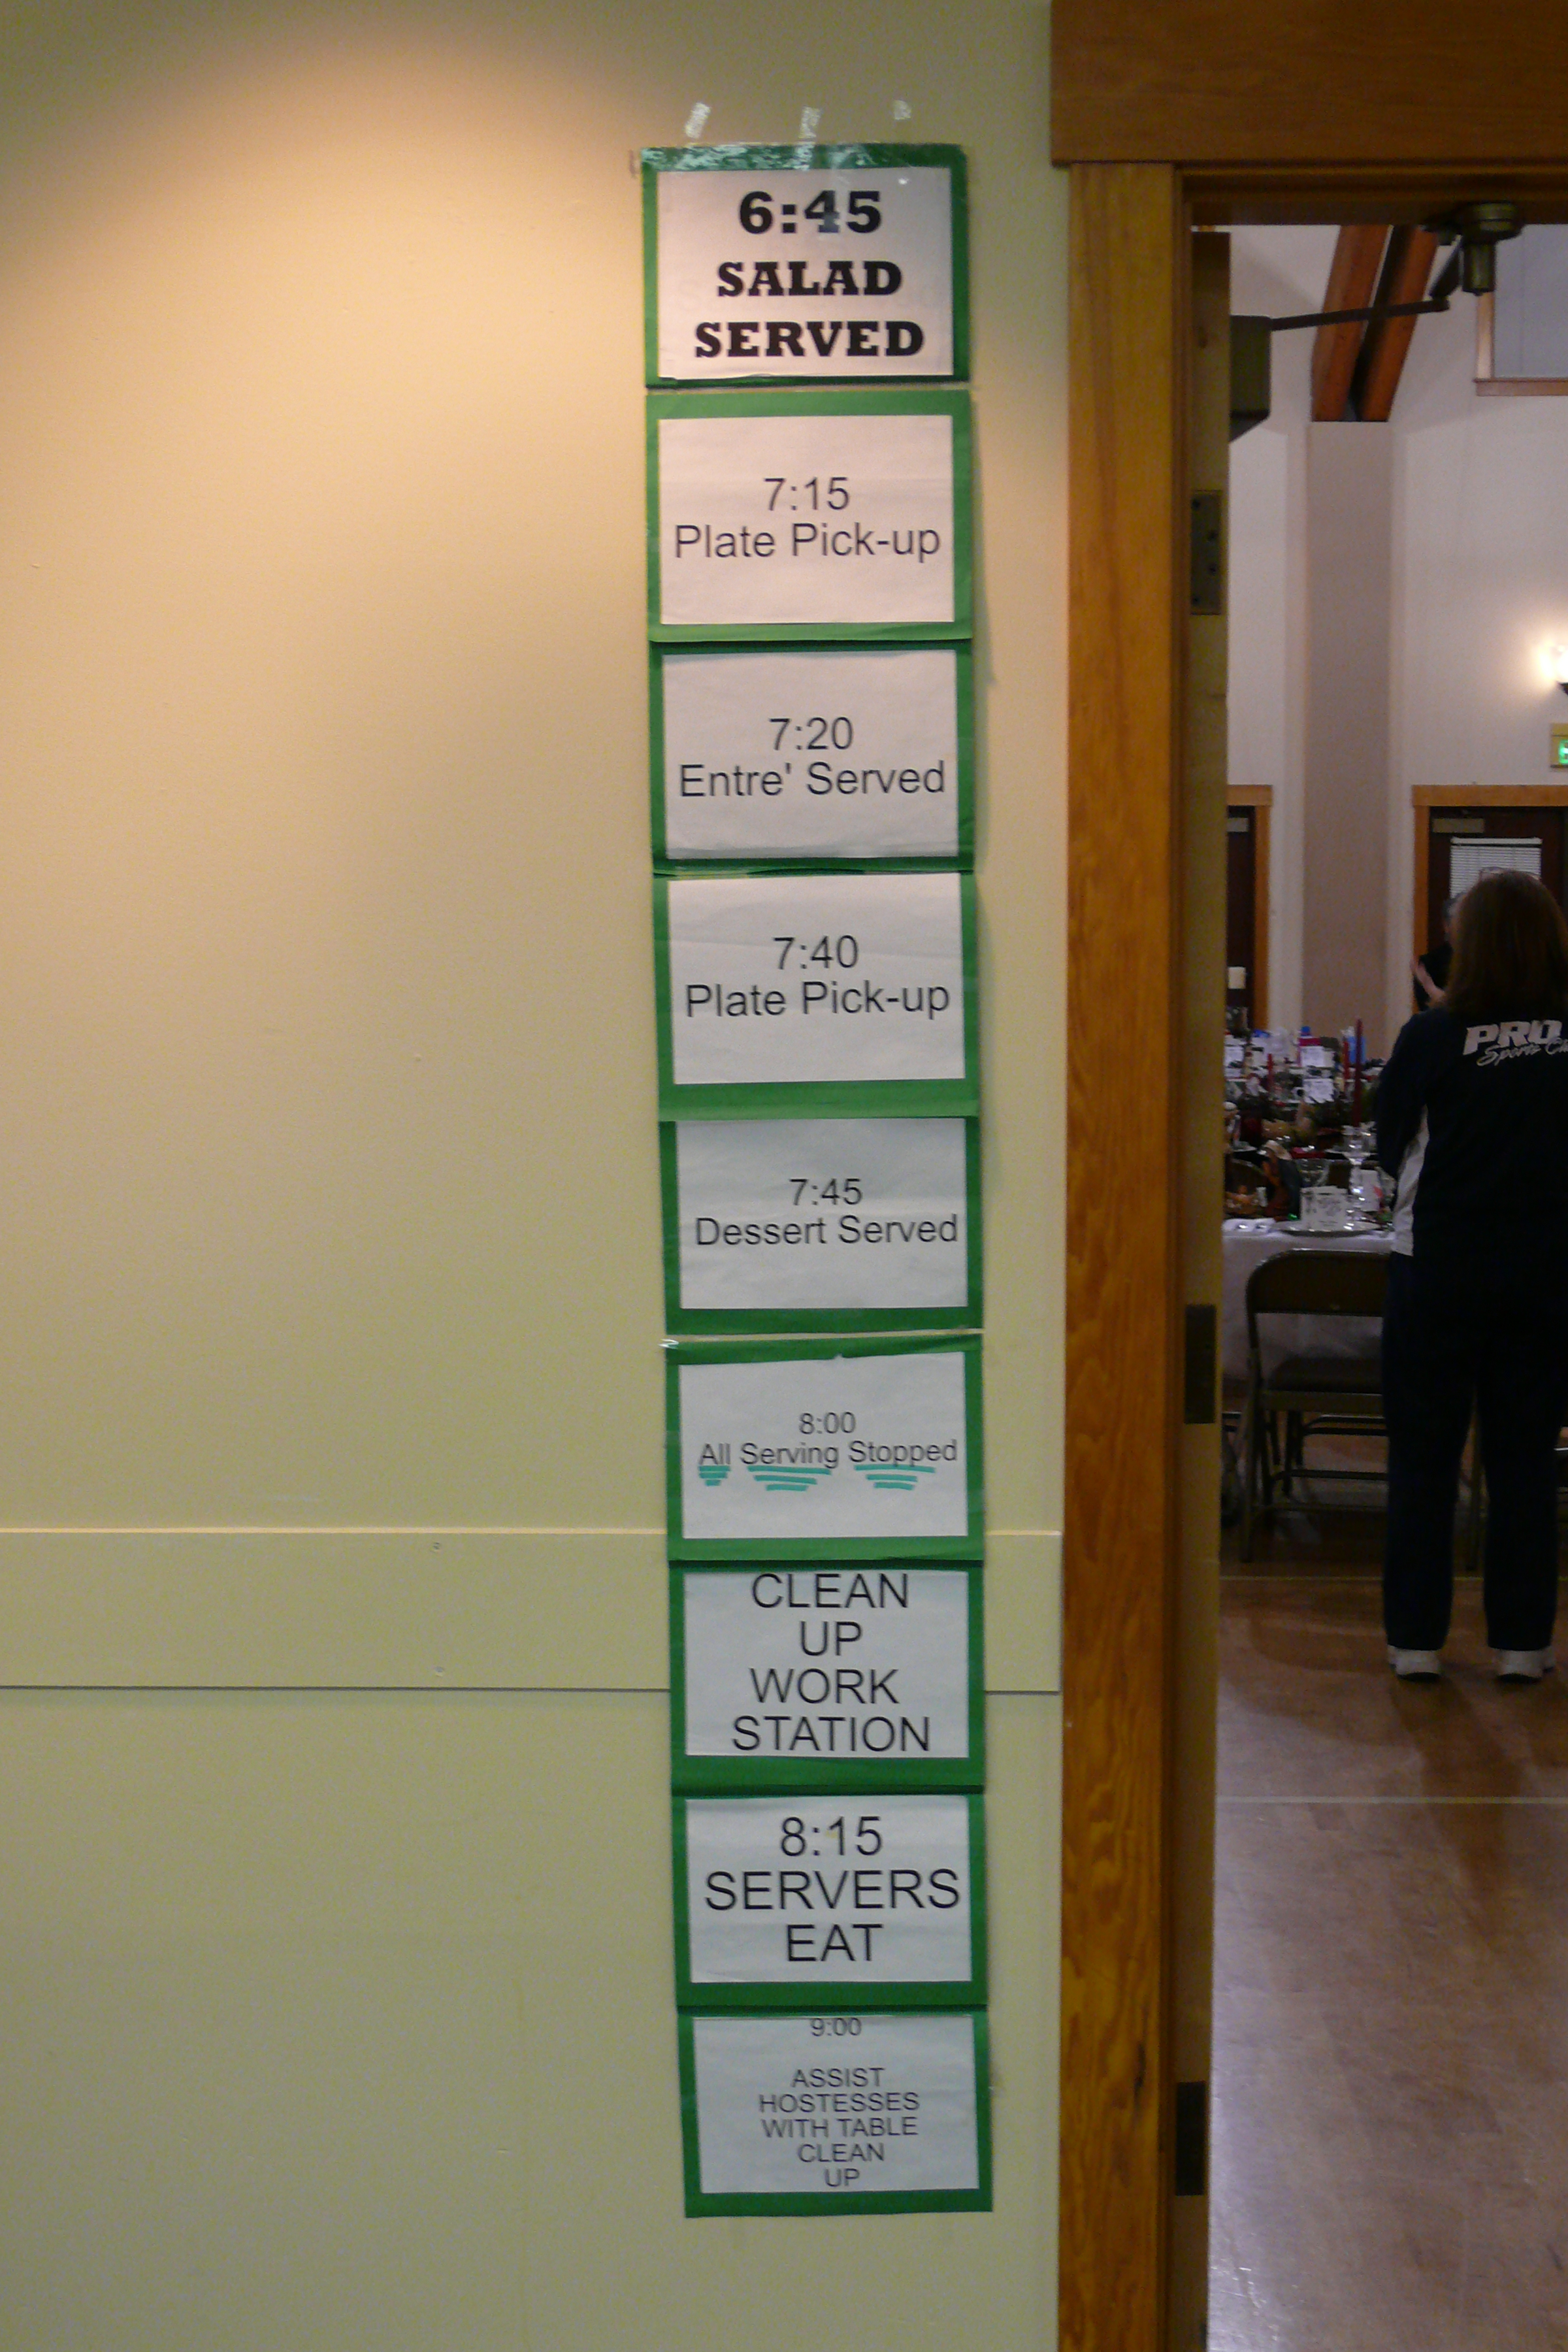 6:45
SALAD
SERVED
7:15
Plate Pick-up
7:20
Entre' Served
7:40
Plate Pick-up
7:45
Dessert Served
8:00
All Serving Stopped
CLEAN
UP
WORK
STATION
8:15
SERVERS
EAT
9:00
ASSIST
HOSTESSES
WITH TABLE
CLEAN
UP
PRO
Sports